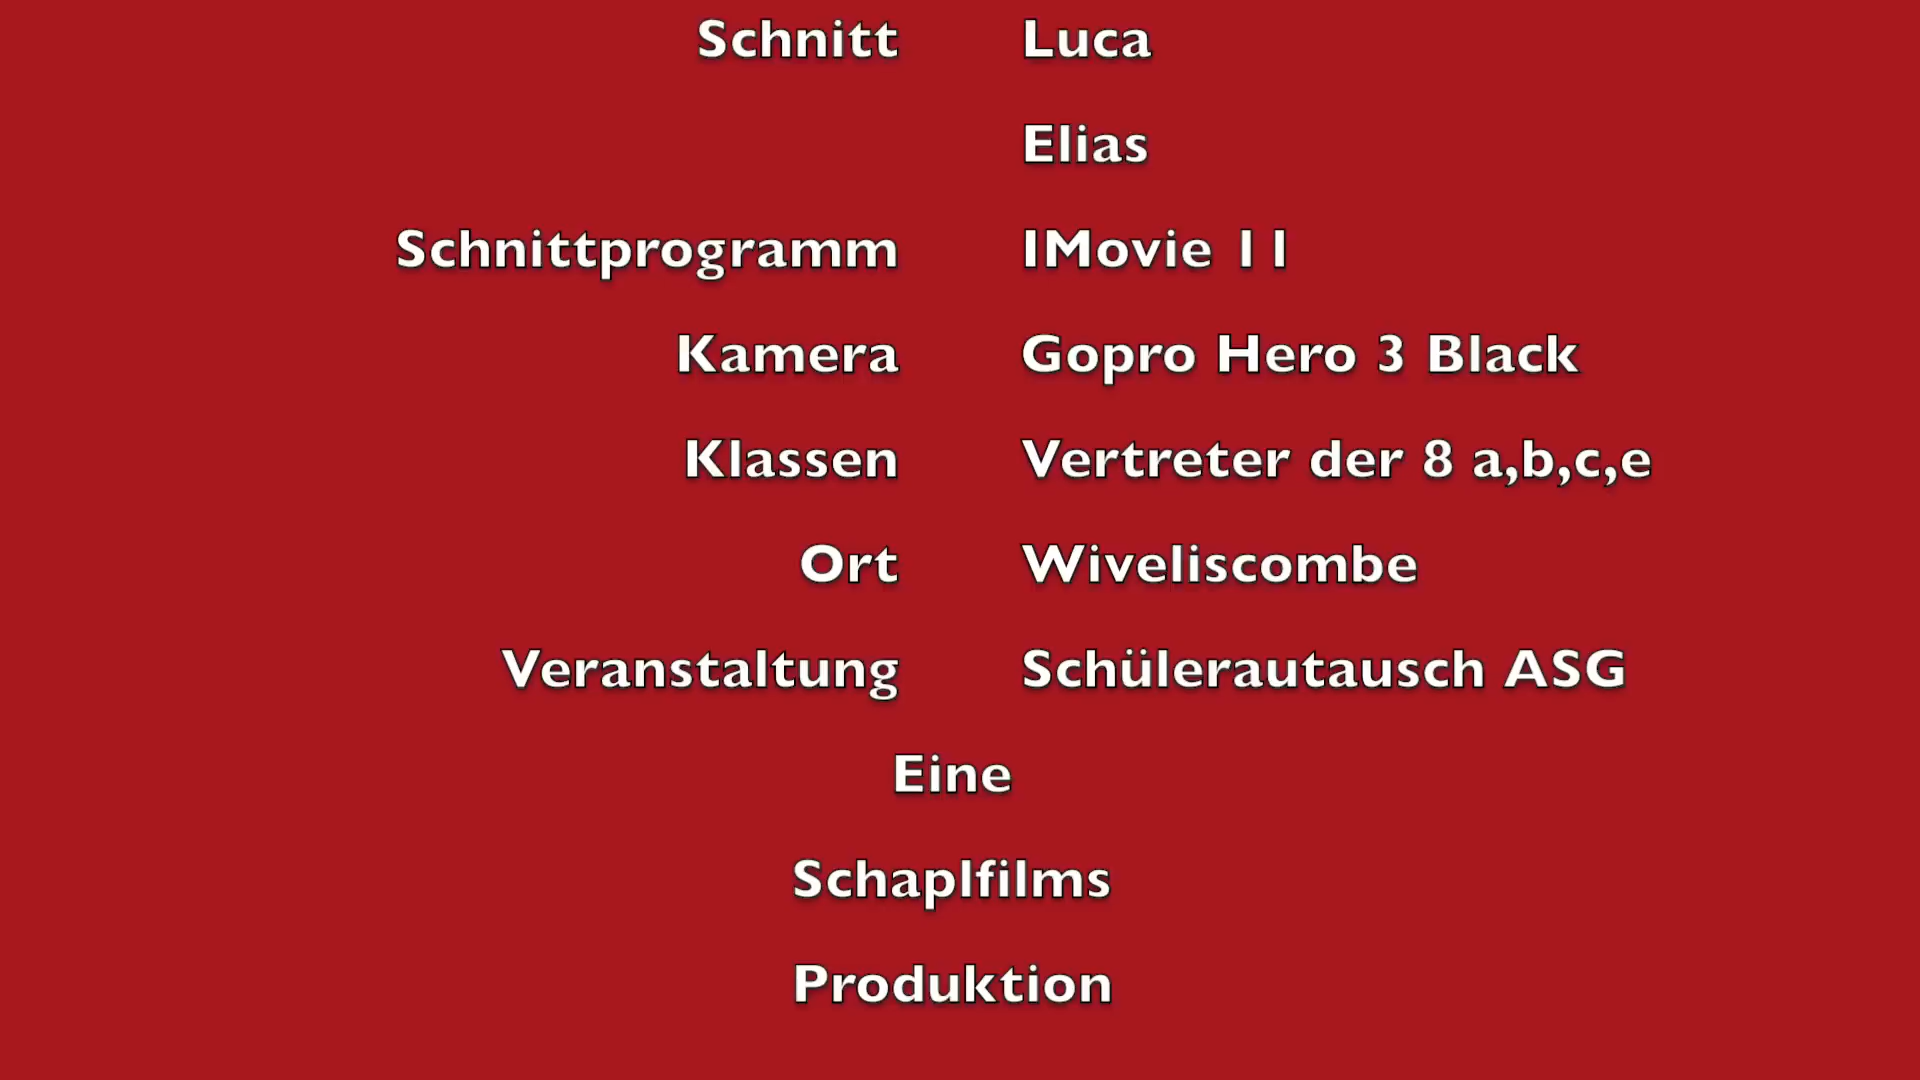 Schnitt Luca
Elias
Schnittprogramm IMovie 11
Kamera Gopro Hero 3 Black
Klassen Vertreter der 8 a,b,c,e
Ort Wiveliscombe
Veranstaltung Schülerautausch ASG
Eine
Schaplfilms
Produktion